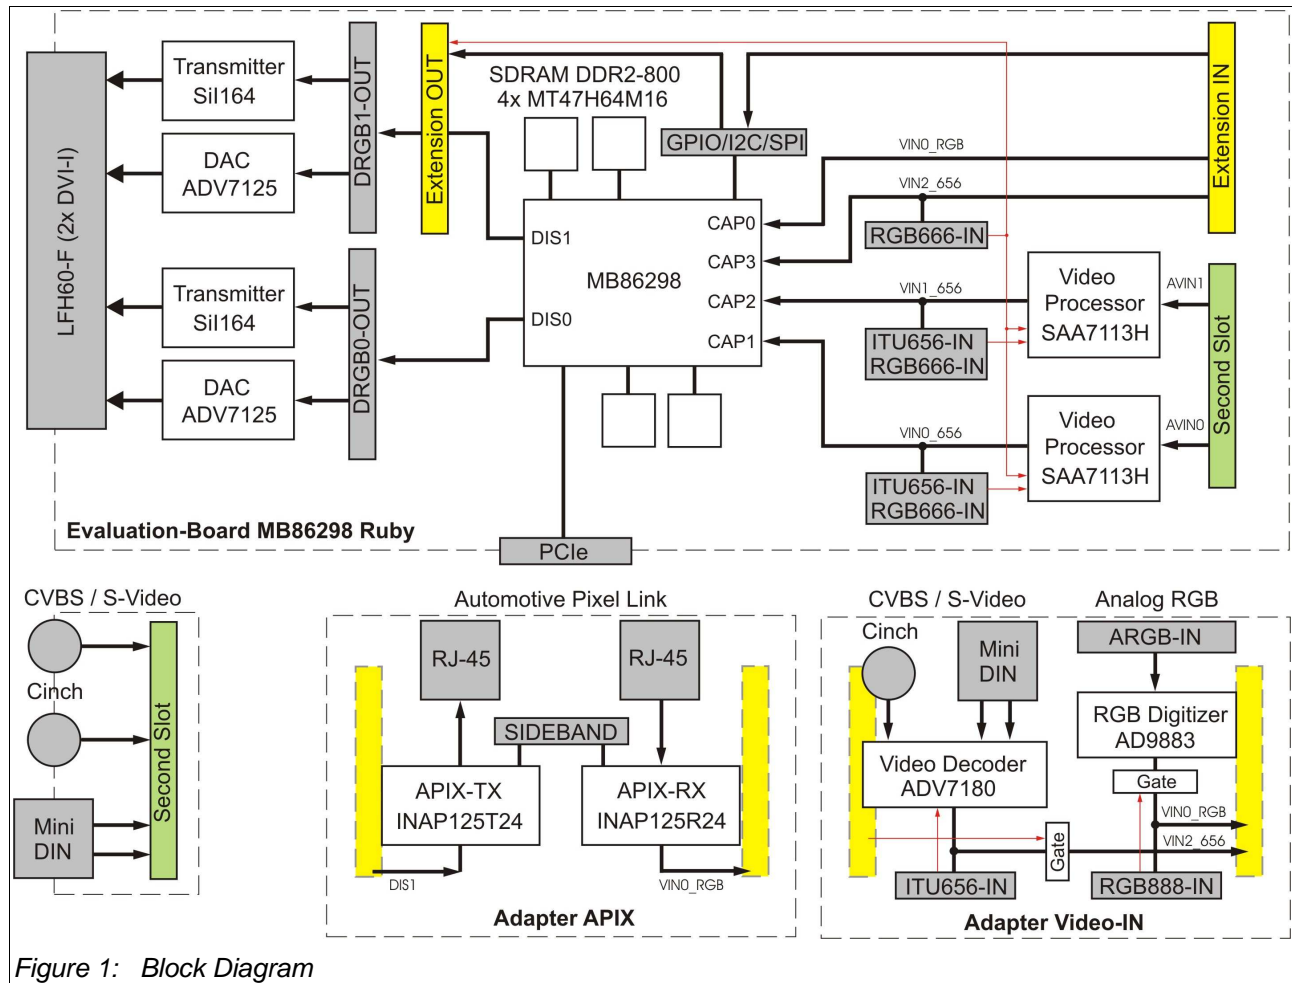 LFH60-F (2x DVI-I)
Transmitter
SiI164
DAC
ADV7125
DRGB1-OUT
Extension OUT
SDRAM DDR2-800
4x MT47H64M16
GPIO/I2C/SPI
Extension IN
VIN0_RGB
VIN2_656
RGB666-IN
DIS1
DIS0
MB86298
CAP0
CAP3
CAP2
CAP1
Transmitter
SiI164
DAC
ADV7125
DRGB0-OUT
VIN1_656
ITU656-IN
RGB666-IN
Video
Processor
SAA7113H
AVIN1
Second Slot
VIN0_656
ITU656-IN
RGB666-IN
Video
Processor
SAA7113H
AVIN0
Evaluation-Board MB86298 Ruby
PCIe
CVBS / S-Video
Cinch
Mini
DIN
Second Slot
Automotive Pixel Link
RJ-45
RJ-45
SIDEBAND
APIX-TX
INAP125T24
APIX-RX
INAP125R24
DIS1
VIN0_RGB
Adapter APIX
CVBS / S-Video
Analog RGB
Cinch
Mini
DIN
ARGB-IN
RGB Digitizer
AD9883
Video Decoder
ADV7180
Gate
VIN0_RGB
VIN2_656
Gate
ITU656-IN
RGB888-IN
Adapter Video-IN
Figure 1: Block Diagram